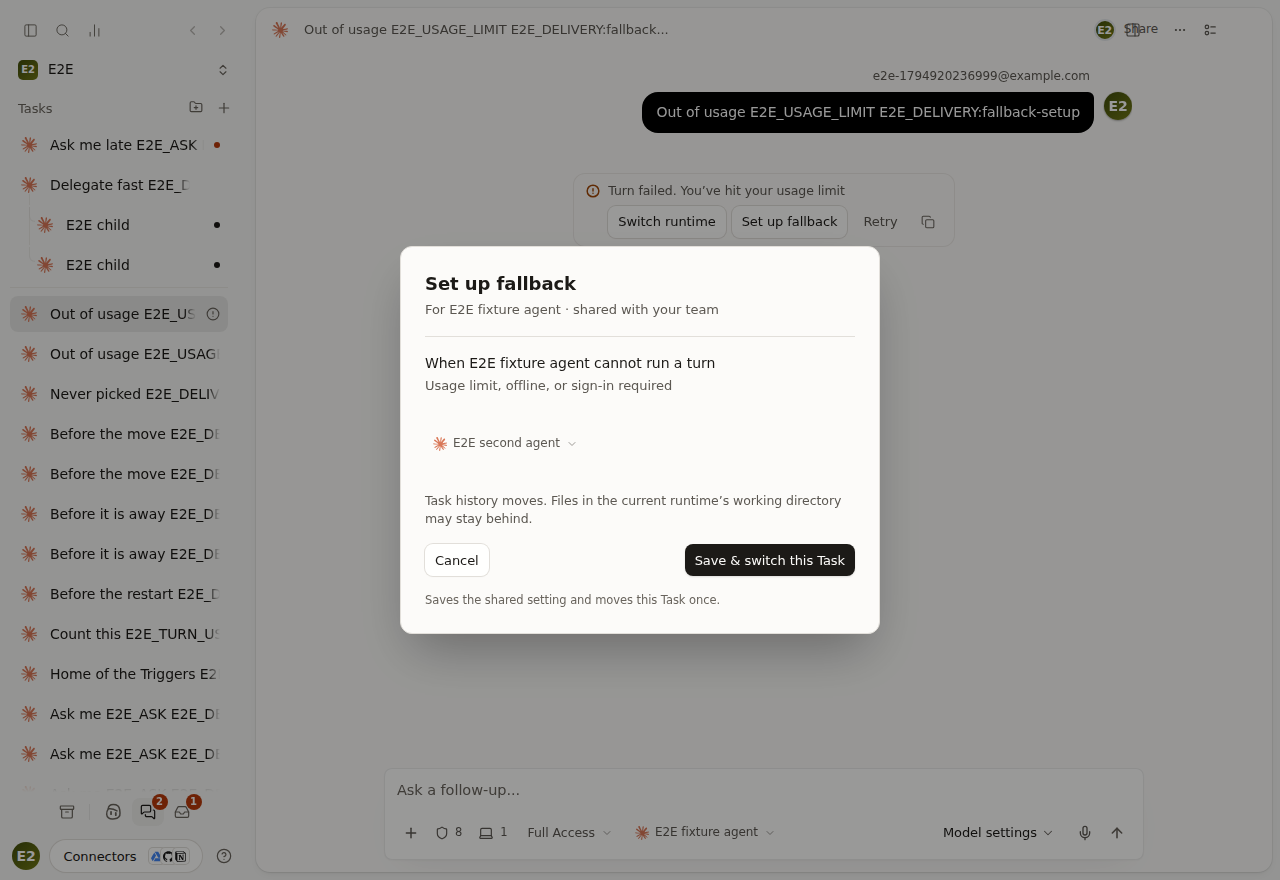 Out of usage E2E_USAGE_LIMIT E2E_DELIVERY:fallback...
E2 Share
E2 E2E
Tasks
Ask me late E2E_ASK
Delegate fast E2E_D
E2E child
E2E child
Out of usage E2E_US
Out of usage E2E_USAG
Never picked E2E_DELIV
Before the move E2E_DE
Before the move E2E_DE
Before it is away E2E_DE
Before it is away E2E_DE
Before the restart E2E_D
Count this E2E_TURN_US
Home of the Triggers E2
Ask me E2E_ASK E2E_DE
Ask me E2E_ASK E2E_DE
2 1
E2 Connectors
e2e-1794920236999@example.com
Out of usage E2E_USAGE_LIMIT E2E_DELIVERY:fallback-setup
E2
Turn failed. You’ve hit your usage limit
Switch runtime Set up fallback Retry
Set up fallback
For E2E fixture agent · shared with your team
When E2E fixture agent cannot run a turn
Usage limit, offline, or sign-in required
E2E second agent
Task history moves. Files in the current runtime’s working directory
may stay behind.
Cancel Save & switch this Task
Saves the shared setting and moves this Task once.
Ask a follow-up...
8 1 Full Access E2E fixture agent Model settings